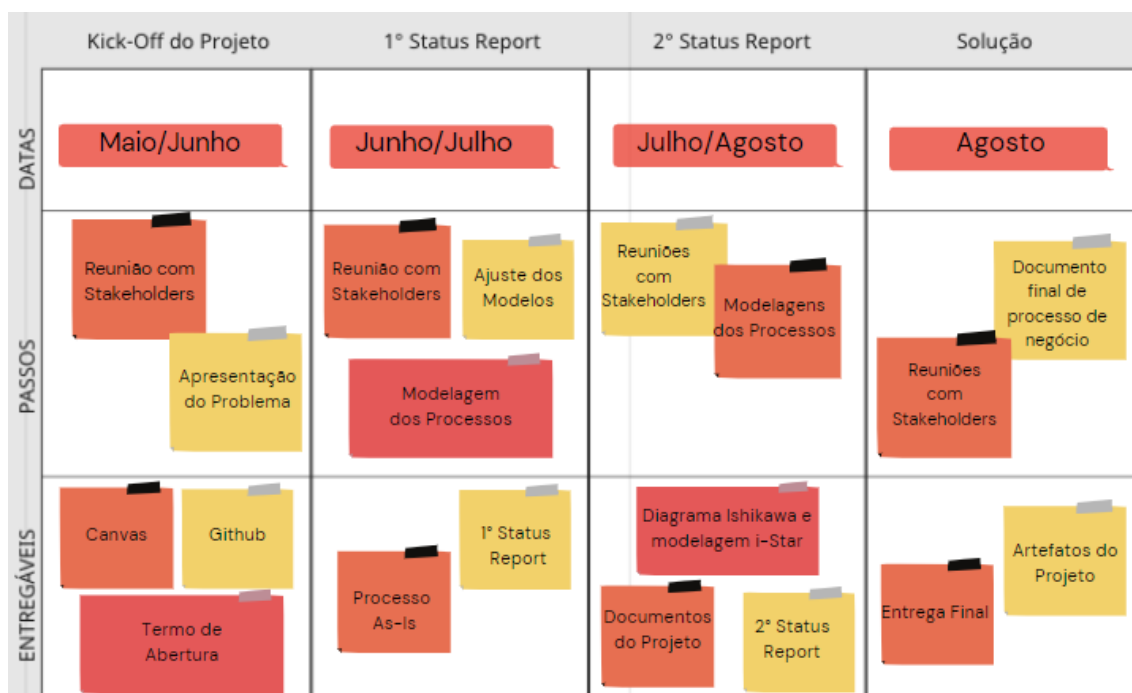 Kick-Off do Projeto
1° Status Report
2° Status Report
Solução
DATAS
Maio/Junho
Junho/Julho
Julho/Agosto
Agosto
PASSOS
Reunião com
Stakeholders
Apresentação
do Problema
Reunião com
Stakeholders
Ajuste dos
Modelos
Modelagem
dos Processos
Reuniões
com
Stakeholders
Modelagens
dos Processos
Documento
final de
processo de
negócio
Reuniões
com
Stakeholders
ENTREGÁVEIS
Canvas
Github
Termo de
Abertura
1° Status
Report
Processo
As-Is
Diagrama Ishikawa e
modelagem i-Star
Documentos
do Projeto
2° Status
Report
Artefatos do
Projeto
Entrega Final